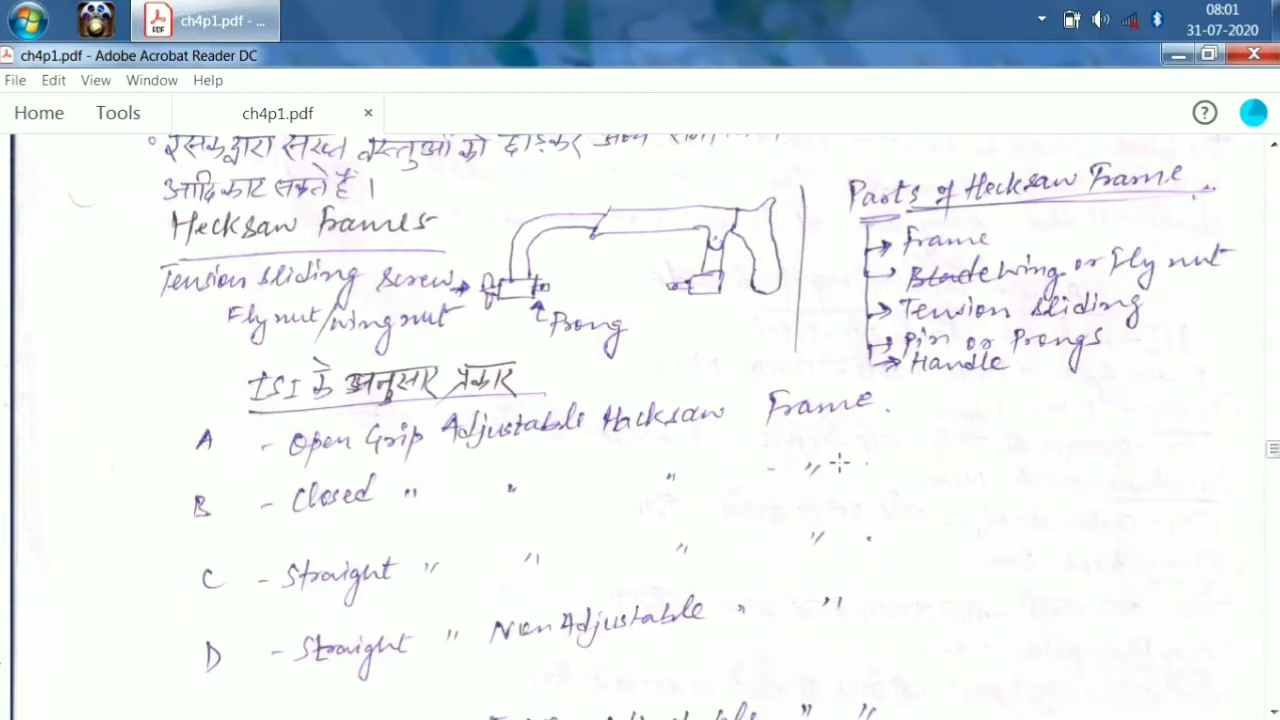 ch4p1.pdf - ...
08:01
31-07-2020
ch4p1.pdf - Adobe Acrobat Reader DC
File Edit View Window Help
Home Tools ch4p1.pdf ×
इसकेद्वारा सख्त वस्तुओं को
आदिकार सकते हैं ।
Hecksaw Frames
Tension sliding screw
Fly nut/wing nut
Prong
Parts of Hecksaw Frame
Frame
Blade wing or Fly nut
Tension sliding
Pin or Prongs
Handle
ISI के अनुसार प्रकार
A - Open Grip Adjustable Hacksaw Frame.
B - Closed " " " "
C - Straight " " " " .
D - Straight " Non Adjustable " "
" "